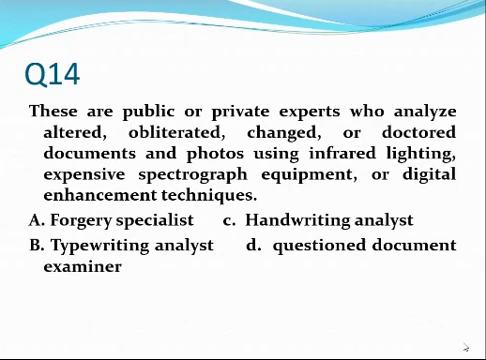 Q14
These are public or private experts who analyze
altered, obliterated, changed, or doctored
documents and photos using infrared lighting,
expensive spectrograph equipment, or digital
enhancement techniques.
A. Forgery specialist c. Handwriting analyst
B. Typewriting analyst d. questioned document
examiner